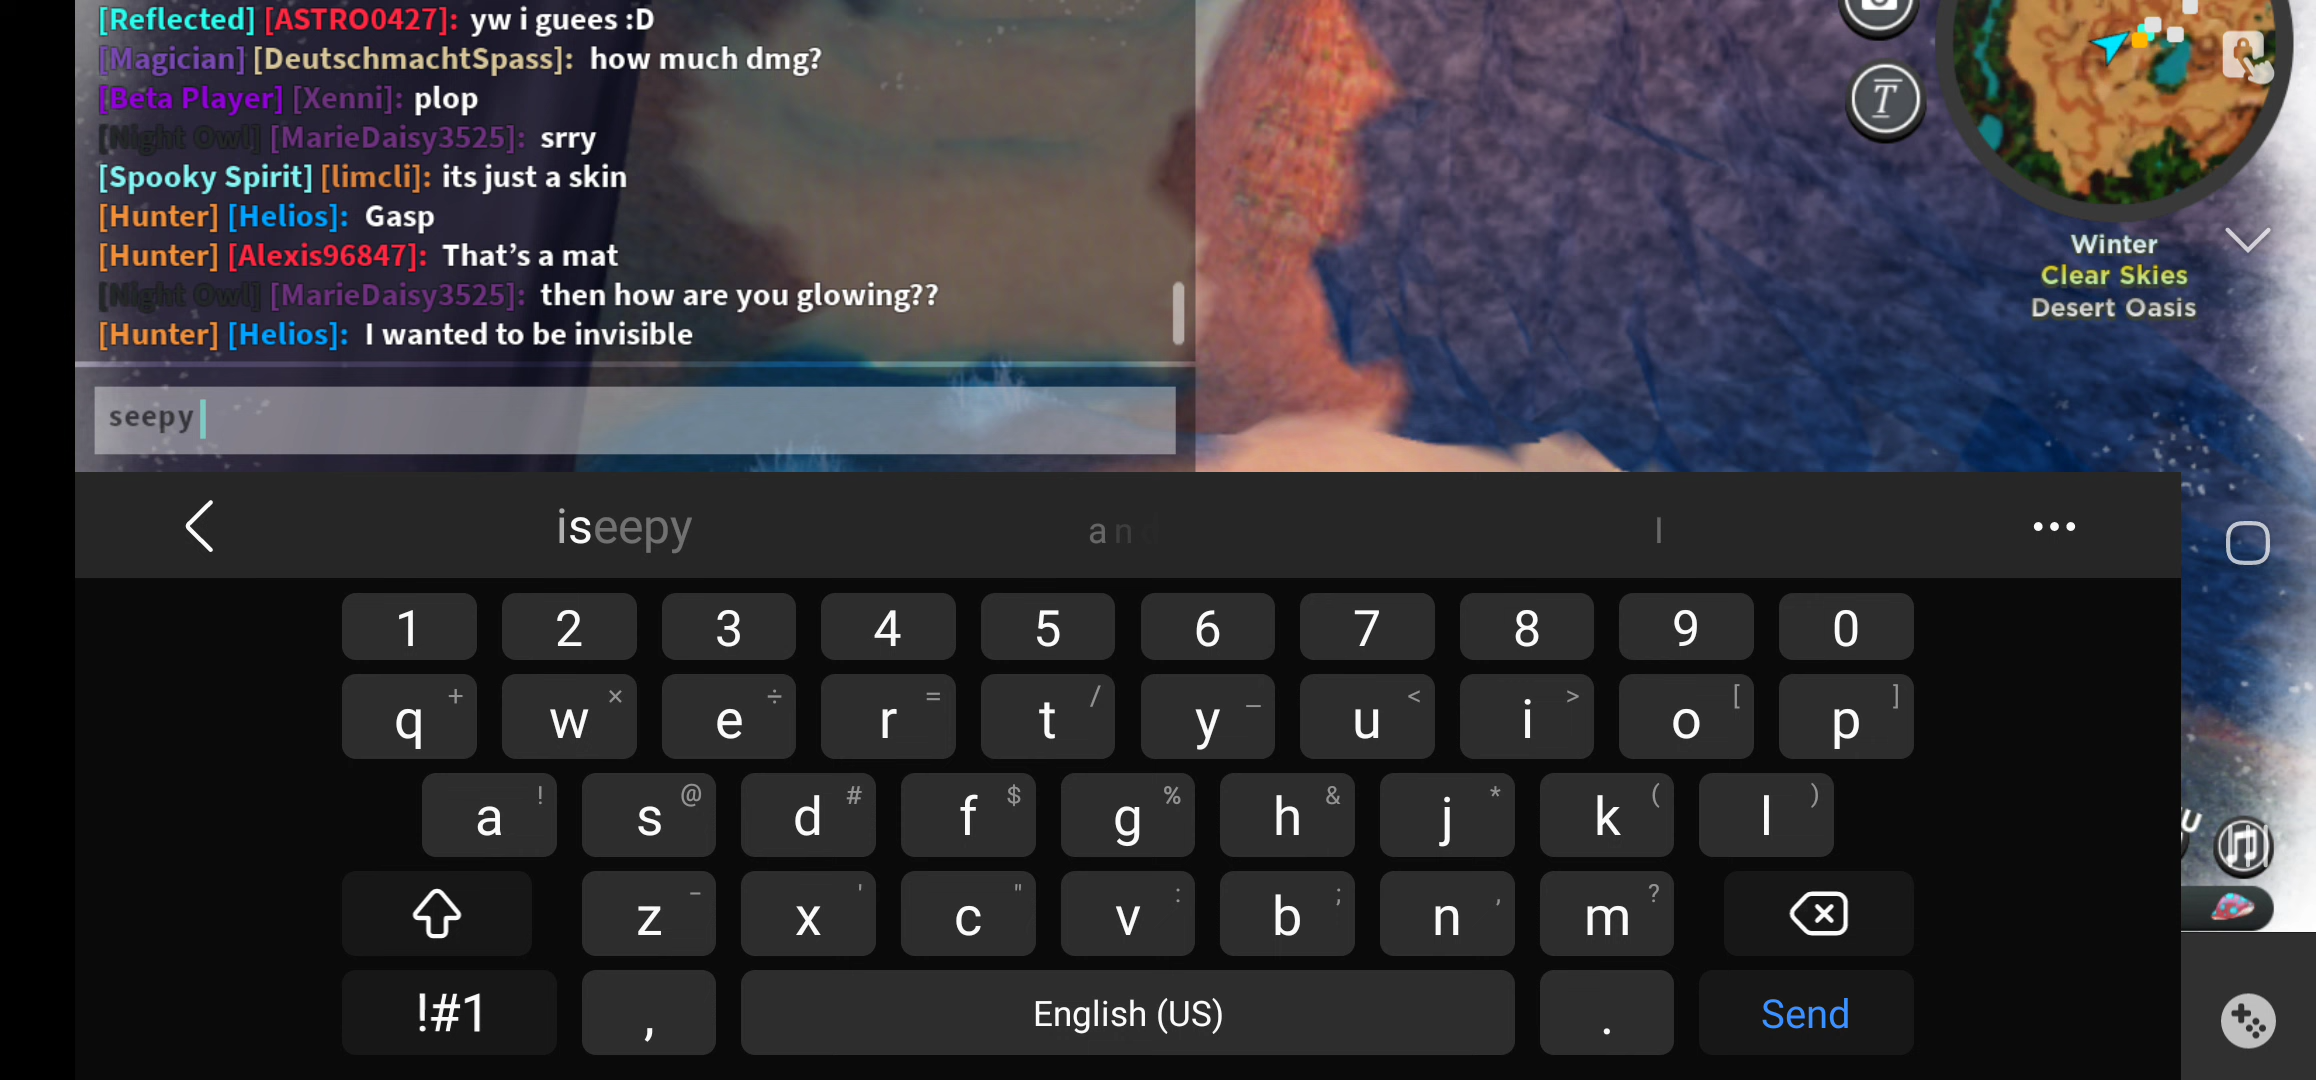 [Reflected] [ASTRO0427]: yw i guees :D
[Magician] [DeutschmachtSpass]: how much dmg?
[Beta Player] [Xenni]: plop
[Night Owl] [MarieDaisy3525]: srry
[Spooky Spirit] [limcli]: its just a skin
[Hunter] [Helios]: Gasp
[Hunter] [Alexis96847]: That’s a mat
[Night Owl] [MarieDaisy3525]: then how are you glowing??
[Hunter] [Helios]: I wanted to be invisible
seepy
T
Winter
Clear Skies
Desert Oasis
iseepy
and
I
•••
1 2 3 4 5 6 7 8 9 0
q + w × e ÷ r = t / y _ u < i > o [ p ]
a ! s @ d # f $ g % h & j * k ( l )
z - x ' c " v : b ; n , m ?
!#1 , English (US) . Send
U